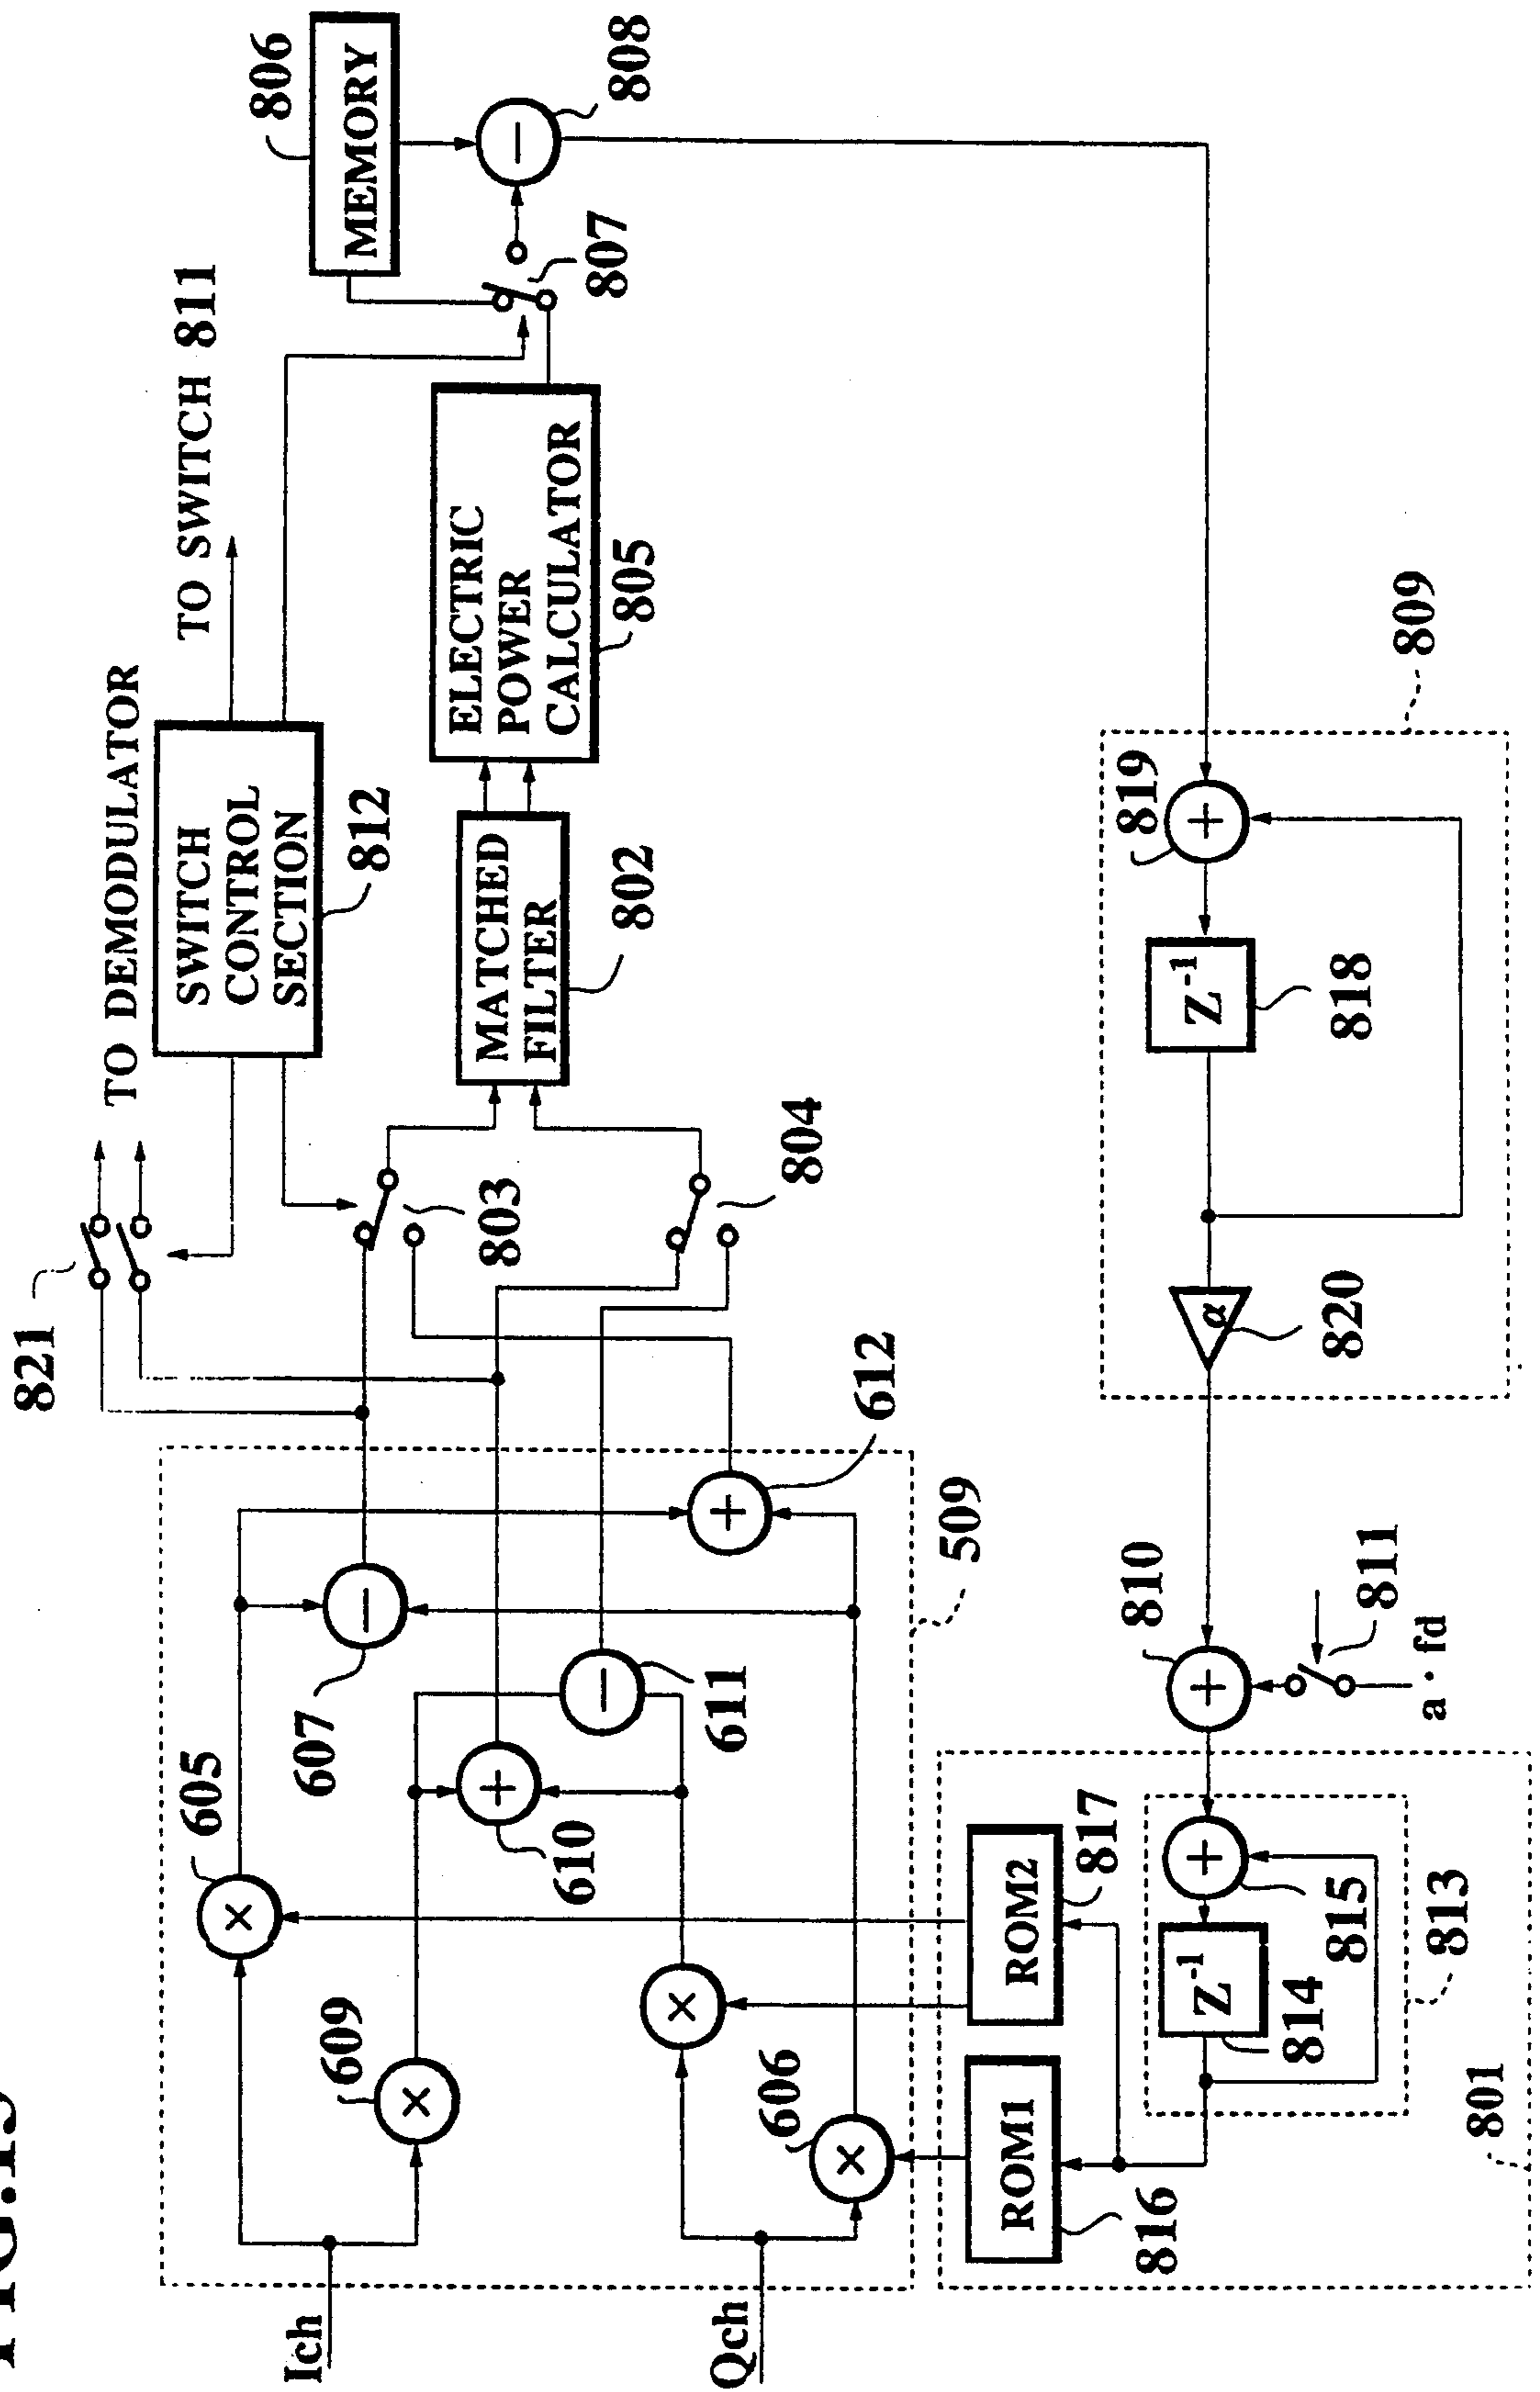 821
TO DEMODULATOR
TO SWITCH 811
SWITCH
CONTROL
SECTION
812
806
MEMORY
−
808
807
ELECTRIC
POWER
CALCULATOR
805
MATCHED
FILTER
802
803
804
Ich
Qch
605
×
609
×
×
606
×
607
−
610
+
611
−
612
+
509
ROM1
816
ROM2
817
Z⁻¹
814
+
815
813
801
810
+
811
a · fd
α
820
Z⁻¹
818
819
+
809